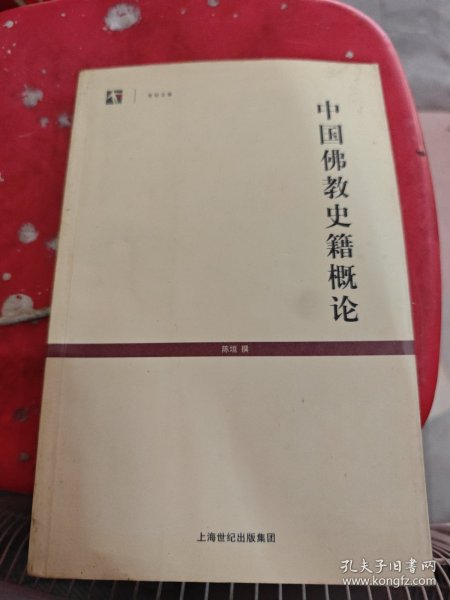 中国佛教史籍概论
陈垣 撰
上海世纪出版集团
孔夫子旧书网
www.kongfz.com